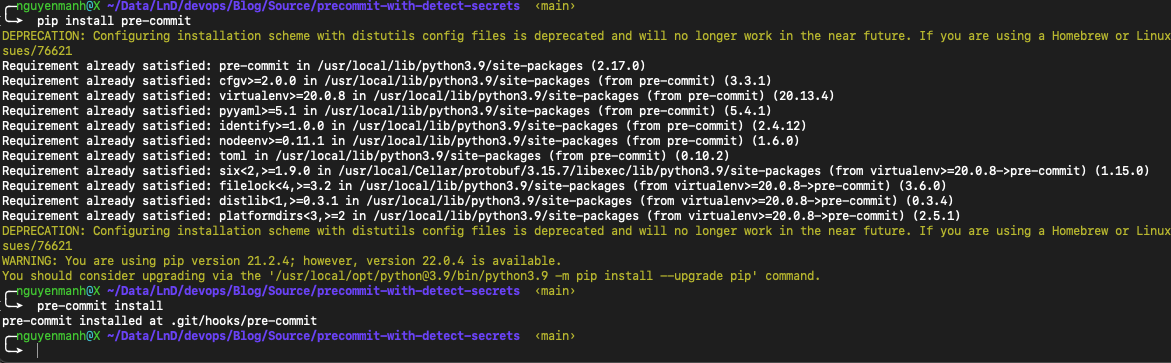 nguyenmanh@X ~/Data/LnD/devops/Blog/Source/precommit-with-detect-secrets ‹main›
pip install pre-commit
DEPRECATION: Configuring installation scheme with distutils config files is deprecated and will no longer work in the near future. If you are using a Homebrew or Linux
sues/76621
Requirement already satisfied: pre-commit in /usr/local/lib/python3.9/site-packages (2.17.0)
Requirement already satisfied: cfgv>=2.0.0 in /usr/local/lib/python3.9/site-packages (from pre-commit) (3.3.1)
Requirement already satisfied: virtualenv>=20.0.8 in /usr/local/lib/python3.9/site-packages (from pre-commit) (20.13.4)
Requirement already satisfied: pyyaml>=5.1 in /usr/local/lib/python3.9/site-packages (from pre-commit) (5.4.1)
Requirement already satisfied: identify>=1.0.0 in /usr/local/lib/python3.9/site-packages (from pre-commit) (2.4.12)
Requirement already satisfied: nodeenv>=0.11.1 in /usr/local/lib/python3.9/site-packages (from pre-commit) (1.6.0)
Requirement already satisfied: toml in /usr/local/lib/python3.9/site-packages (from pre-commit) (0.10.2)
Requirement already satisfied: six<2,>=1.9.0 in /usr/local/Cellar/protobuf/3.15.7/libexec/lib/python3.9/site-packages (from virtualenv>=20.0.8->pre-commit) (1.15.0)
Requirement already satisfied: filelock<4,>=3.2 in /usr/local/lib/python3.9/site-packages (from virtualenv>=20.0.8->pre-commit) (3.6.0)
Requirement already satisfied: distlib<1,>=0.3.1 in /usr/local/lib/python3.9/site-packages (from virtualenv>=20.0.8->pre-commit) (0.3.4)
Requirement already satisfied: platformdirs<3,>=2 in /usr/local/lib/python3.9/site-packages (from virtualenv>=20.0.8->pre-commit) (2.5.1)
DEPRECATION: Configuring installation scheme with distutils config files is deprecated and will no longer work in the near future. If you are using a Homebrew or Linux
sues/76621
WARNING: You are using pip version 21.2.4; however, version 22.0.4 is available.
You should consider upgrading via the '/usr/local/opt/python@3.9/bin/python3.9 -m pip install --upgrade pip' command.
nguyenmanh@X ~/Data/LnD/devops/Blog/Source/precommit-with-detect-secrets ‹main›
pre-commit install
pre-commit installed at .git/hooks/pre-commit
nguyenmanh@X ~/Data/LnD/devops/Blog/Source/precommit-with-detect-secrets ‹main›